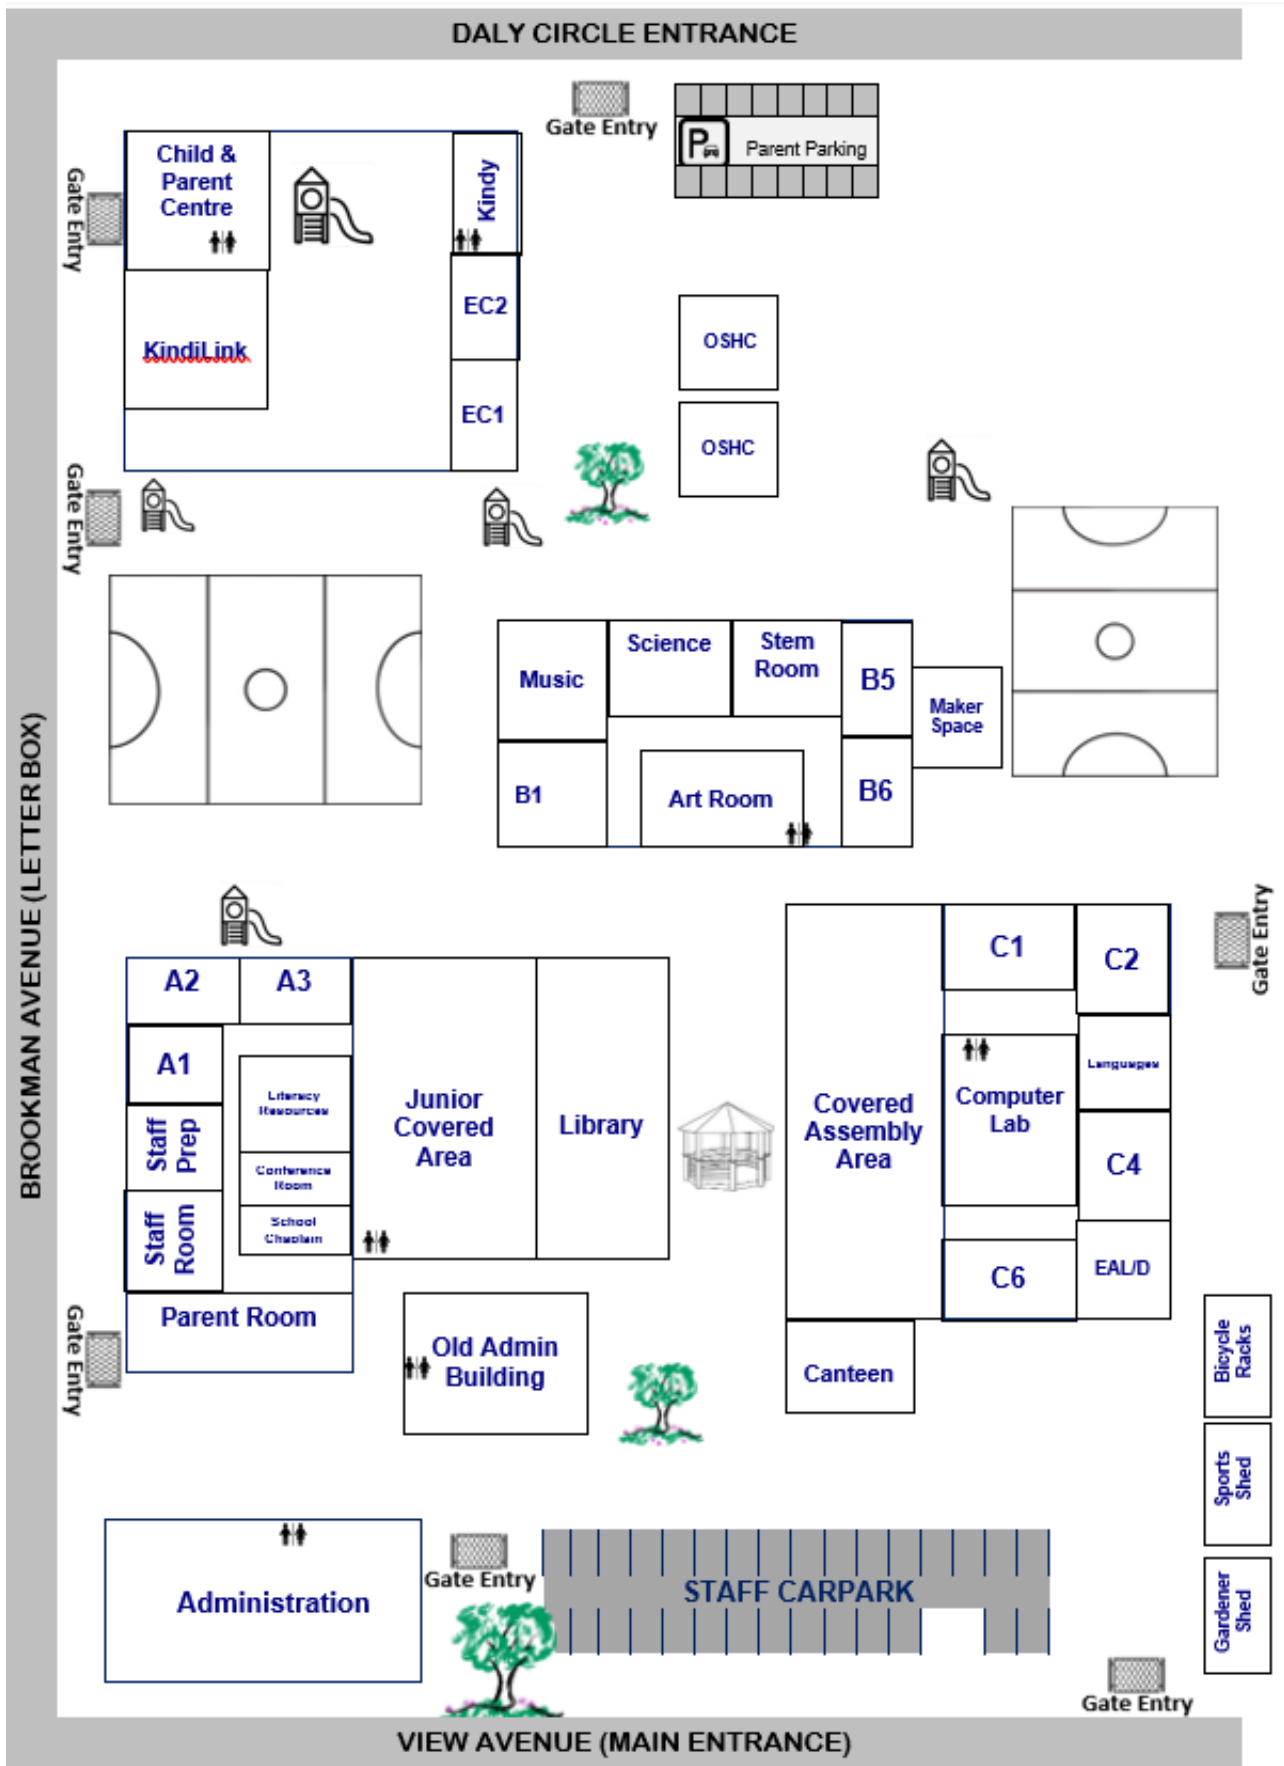 DALY CIRCLE ENTRANCE
Gate Entry
P
Parent Parking
Child &
Parent
Centre
Kindy
Gate Entry
EC2
KindiLink
OSHC
EC1
OSHC
Gate Entry
Music
Science
Stem
Room
B5
Maker
Space
B1
Art Room
B6
BROOKMAN AVENUE (LETTER BOX)
A2
A3
A1
Literacy
Resources
Staff
Prep
Conference
Room
Staff
Room
School
Chaplain
Parent Room
Junior
Covered
Area
Library
Covered
Assembly
Area
C1
C2
Gate Entry
Languages
Computer
Lab
C4
C6
EAL/D
Gate Entry
Old Admin
Building
Canteen
Bicycle
Racks
Sports
Shed
Gardener
Shed
Administration
Gate Entry
STAFF CARPARK
Gate Entry
VIEW AVENUE (MAIN ENTRANCE)